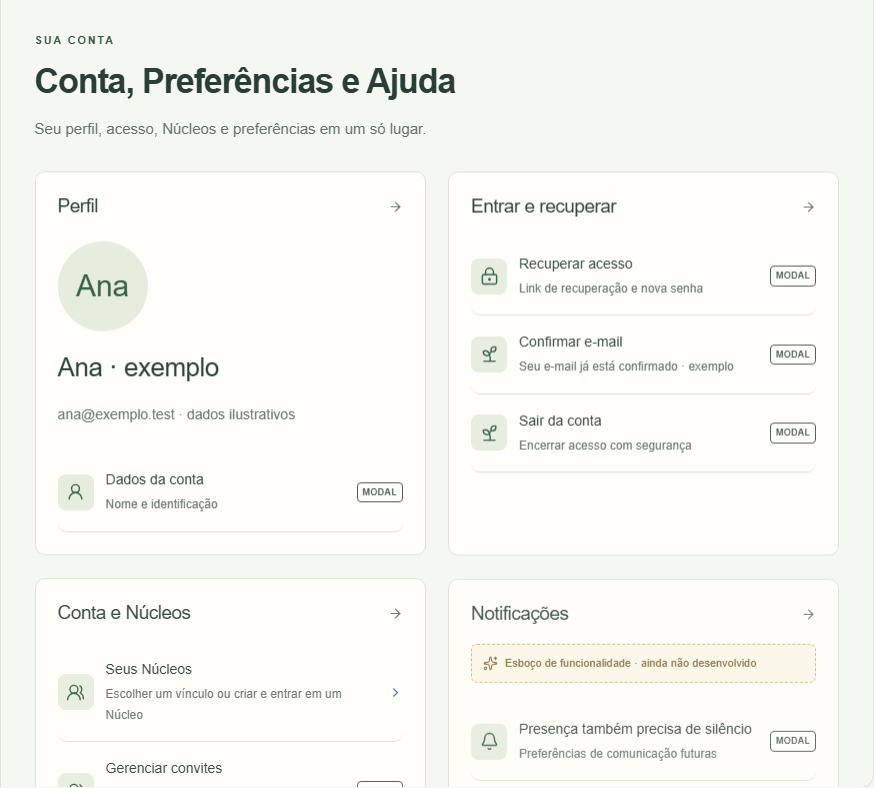 SUA CONTA
Conta, Preferências e Ajuda
Seu perfil, acesso, Núcleos e preferências em um só lugar.
Perfil
Ana
Ana · exemplo
ana@exemplo.test · dados ilustrativos
Dados da conta
Nome e identificação
MODAL
Entrar e recuperar
Recuperar acesso
Link de recuperação e nova senha
MODAL
Confirmar e-mail
Seu e-mail já está confirmado · exemplo
MODAL
Sair da conta
Encerrar acesso com segurança
MODAL
Conta e Núcleos
Seus Núcleos
Escolher um vínculo ou criar e entrar em um
Núcleo
Gerenciar convites
Notificações
Esboço de funcionalidade · ainda não desenvolvido
Presença também precisa de silêncio
Preferências de comunicação futuras
MODAL